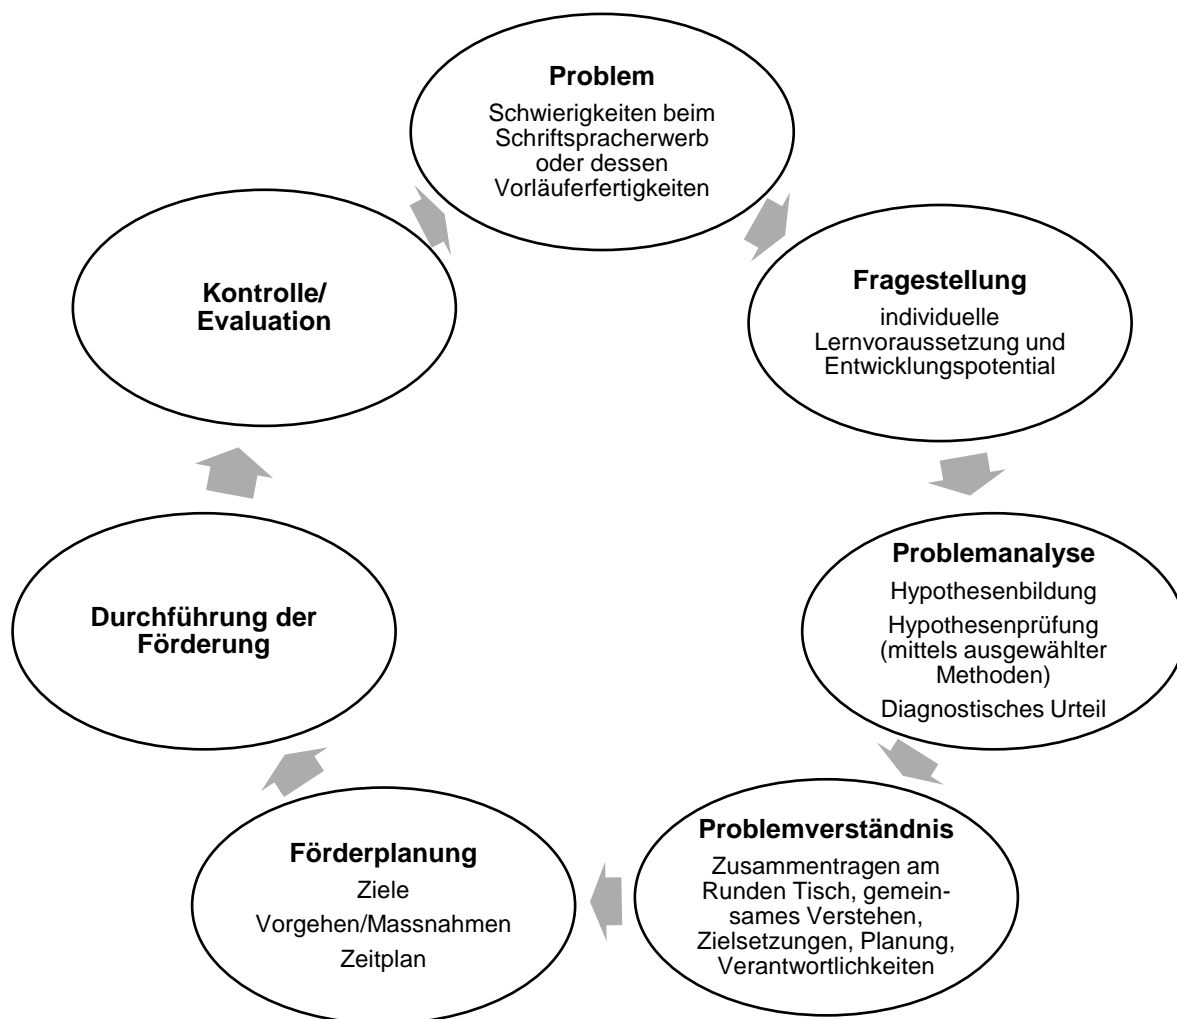 Problem
Schwierigkeiten beim
Schriftspracherwerb
oder dessen
Vorläuferfertigkeiten
Fragestellung
individuelle
Lernvoraussetzung und
Entwicklungspotential
Problemanalyse
Hypothesenbildung
Hypothesenprüfung
(mittels ausgewählter
Methoden)
Diagnostisches Urteil
Problemverständnis
Zusammentragen am
Runden Tisch, gemein-
sames Verstehen,
Zielsetzungen, Planung,
Verantwortlichkeiten
Förderplanung
Ziele
Vorgehen/Massnahmen
Zeitplan
Durchführung der
Förderung
Kontrolle/
Evaluation